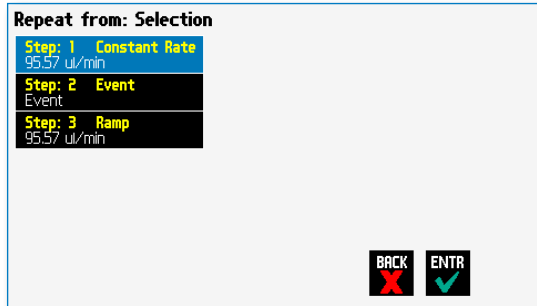 Repeat from: Selection
Step: 1 Constant Rate
95.57 ul/min
Step: 2 Event
Event
Step: 3 Ramp
95.57 ul/min
BACK ENTR